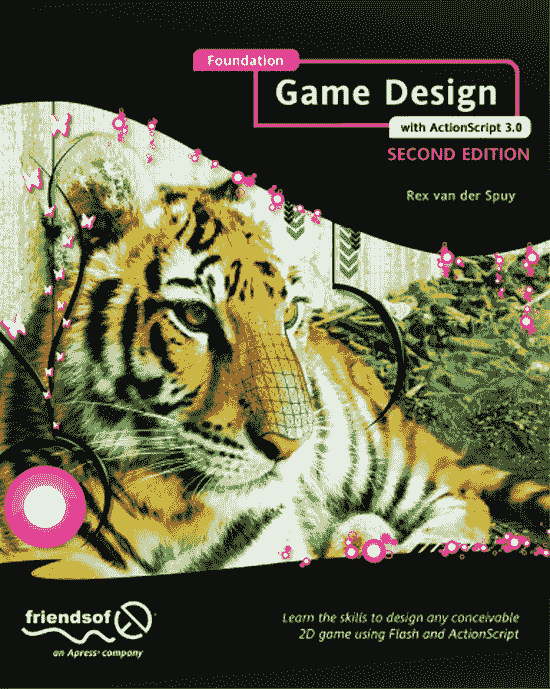 Foundation
Game Design
with ActionScript 3.0
SECOND EDITION
Rex van der Spuy
friendsof
an Apress® company
Learn the skills to design any conceivable
2D game using Flash and ActionScript